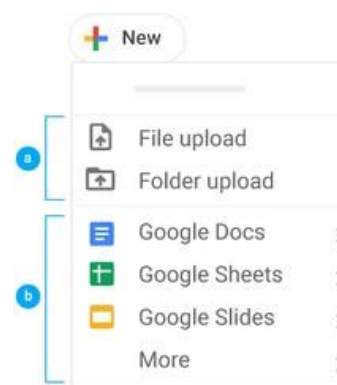 New
a
File upload
Folder upload
b
Google Docs
Google Sheets
Google Slides
More